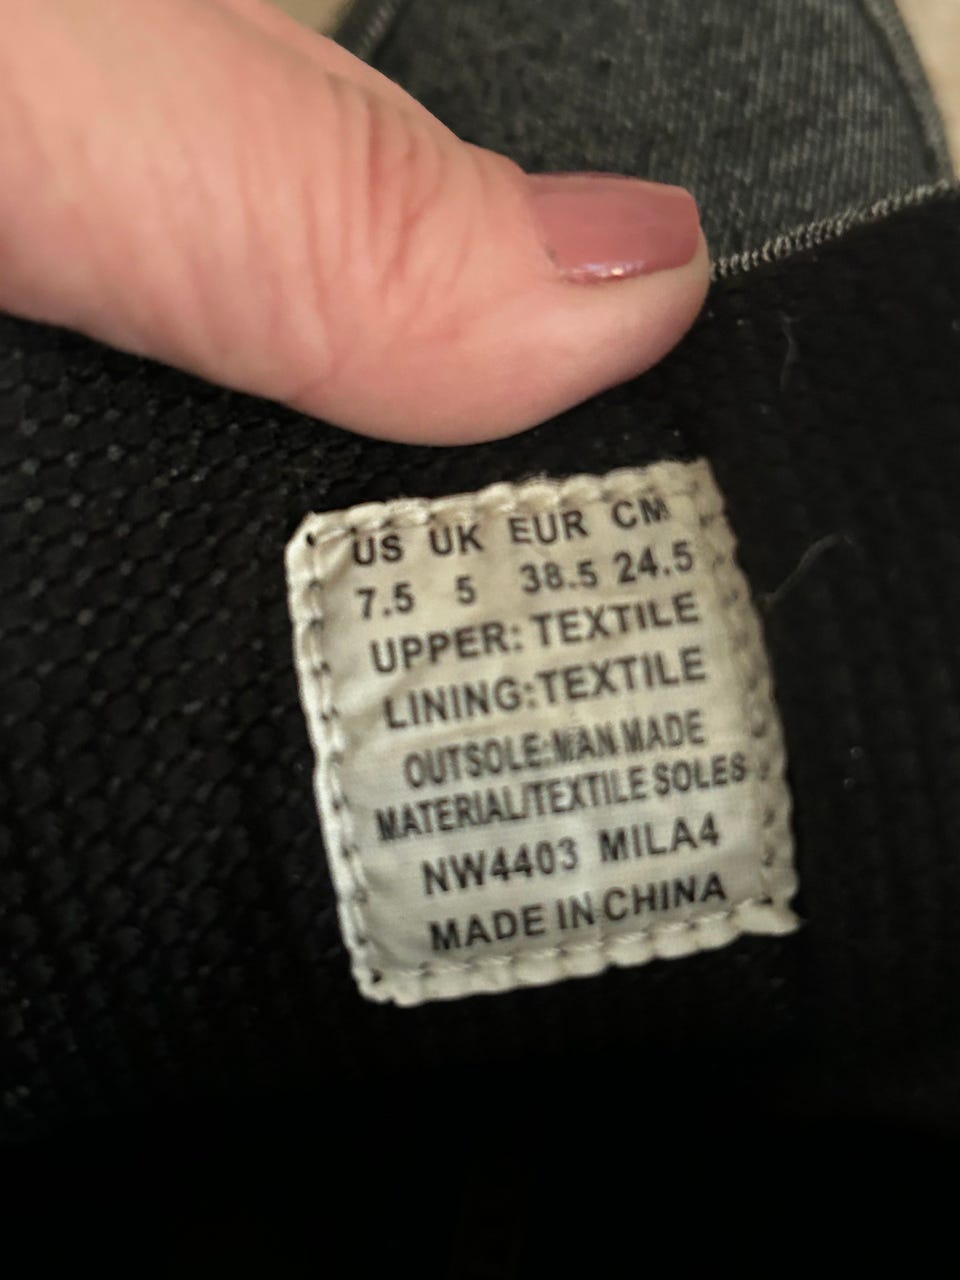 US UK EUR CM
7.5 5 38.5 24.5
UPPER: TEXTILE
LINING:TEXTILE
OUTSOLE:MAN MADE
MATERIAL/TEXTILE SOLES
NW4403 MILA4
MADE IN CHINA